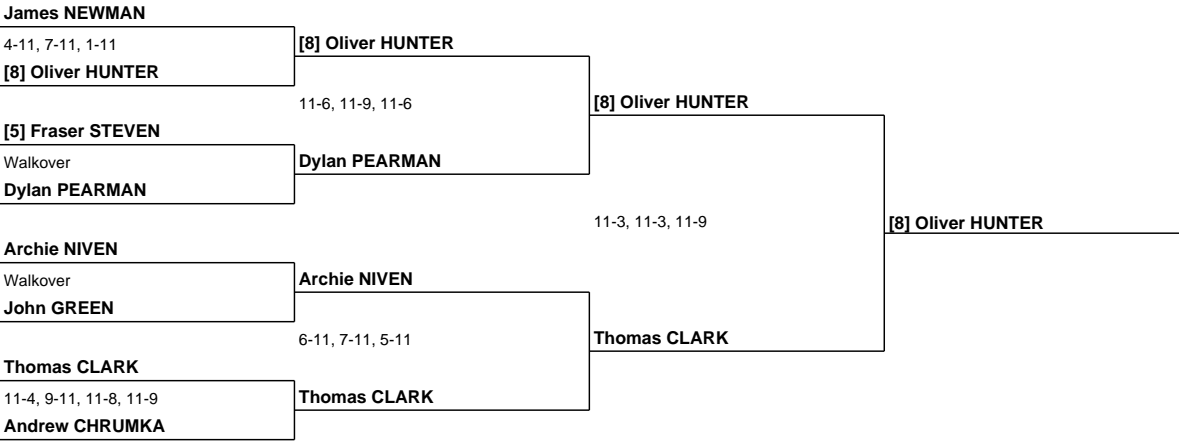 James NEWMAN
4-11, 7-11, 1-11
[8] Oliver HUNTER
[8] Oliver HUNTER
11-6, 11-9, 11-6
[8] Oliver HUNTER
[5] Fraser STEVEN
Walkover
Dylan PEARMAN
Dylan PEARMAN
11-3, 11-3, 11-9
[8] Oliver HUNTER
Archie NIVEN
Walkover
Archie NIVEN
John GREEN
6-11, 7-11, 5-11
Thomas CLARK
Thomas CLARK
11-4, 9-11, 11-8, 11-9
Thomas CLARK
Andrew CHRUMKA